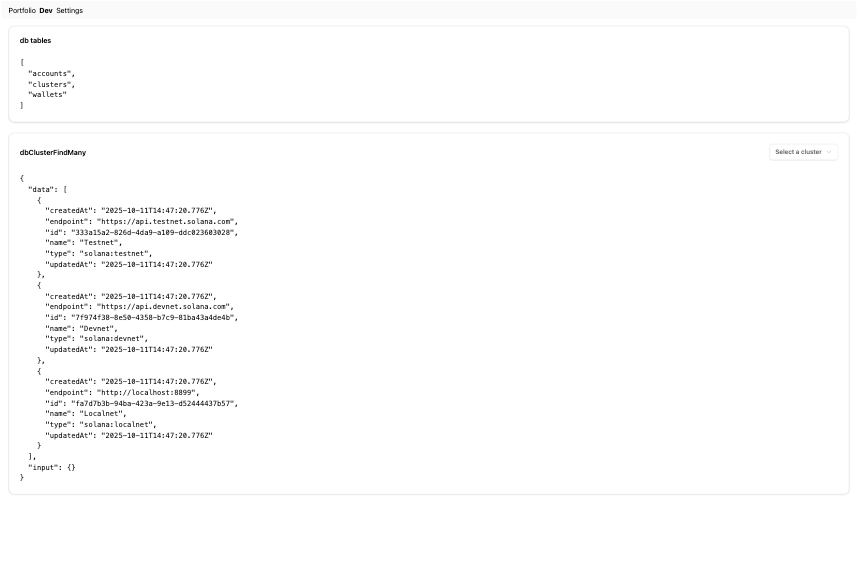 Portfolio Dev Settings
db tables
[
  "accounts",
  "clusters",
  "wallets"
]
dbClusterFindMany
Select a cluster
{
  "data": [
    {
      "createdAt": "2025-10-11T14:47:20.776Z",
      "endpoint": "https://api.testnet.solana.com",
      "id": "333a15a2-826d-4da9-a109-ddc023603028",
      "name": "Testnet",
      "type": "solana:testnet",
      "updatedAt": "2025-10-11T14:47:20.776Z"
    },
    {
      "createdAt": "2025-10-11T14:47:20.776Z",
      "endpoint": "https://api.devnet.solana.com",
      "id": "7f974f38-8e50-4358-b7c9-81ba43a4de4b",
      "name": "Devnet",
      "type": "solana:devnet",
      "updatedAt": "2025-10-11T14:47:20.776Z"
    },
    {
      "createdAt": "2025-10-11T14:47:20.776Z",
      "endpoint": "http://localhost:8899",
      "id": "fa7d7b3b-94ba-423a-9e13-d52444437b57",
      "name": "Localnet",
      "type": "solana:localnet",
      "updatedAt": "2025-10-11T14:47:20.776Z"
    }
  ],
  "input": {}
}